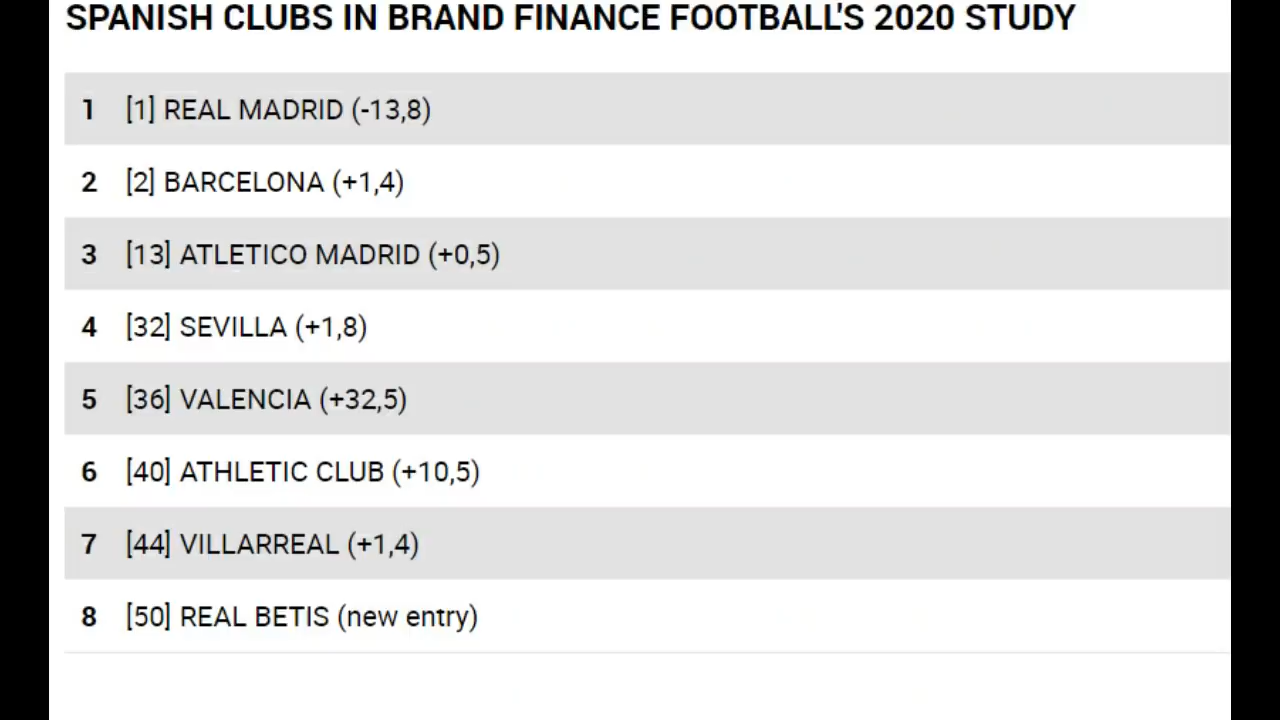 SPANISH CLUBS IN BRAND FINANCE FOOTBALL'S 2020 STUDY
1 [1] REAL MADRID (-13,8)
2 [2] BARCELONA (+1,4)
3 [13] ATLETICO MADRID (+0,5)
4 [32] SEVILLA (+1,8)
5 [36] VALENCIA (+32,5)
6 [40] ATHLETIC CLUB (+10,5)
7 [44] VILLARREAL (+1,4)
8 [50] REAL BETIS (new entry)